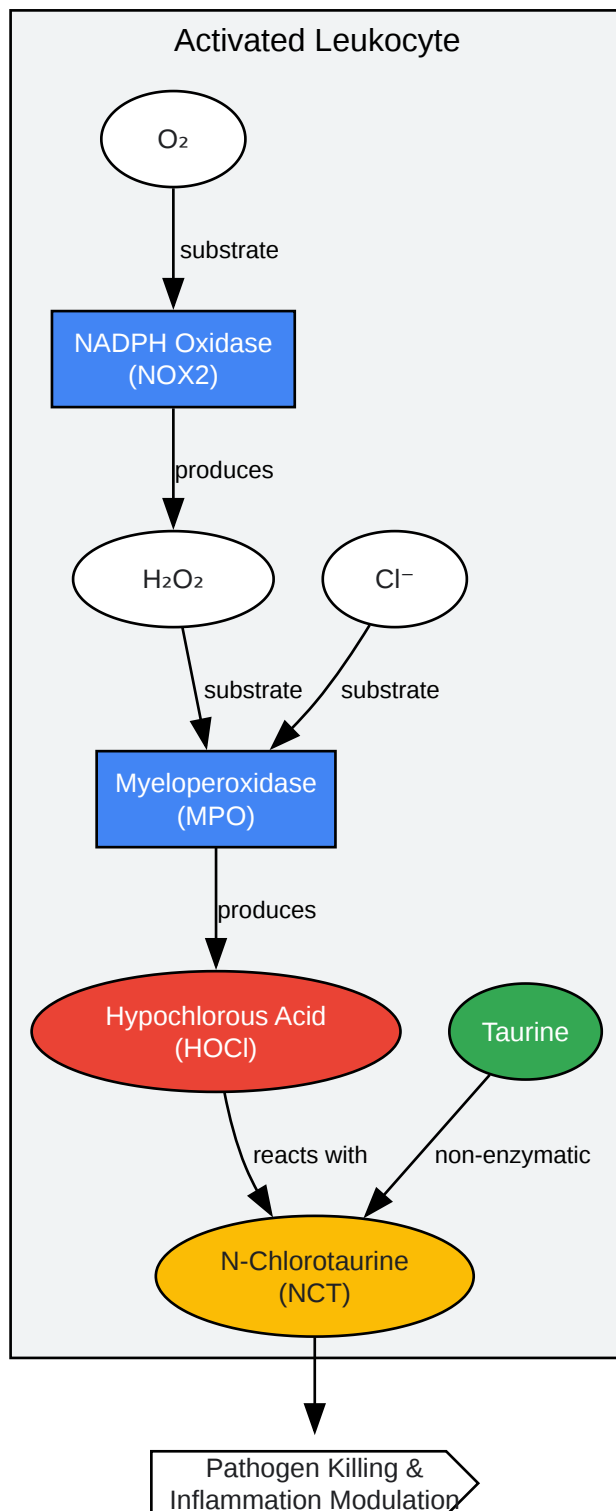 Activated Leukocyte
O₂
substrate
NADPH Oxidase
(NOX2)
produces
H₂O₂
Cl⁻
substrate
substrate
Myeloperoxidase
(MPO)
produces
Hypochlorous Acid
(HOCl)
Taurine
reacts with
non-enzymatic
N-Chlorotaurine
(NCT)
Pathogen Killing &
Inflammation Modulation